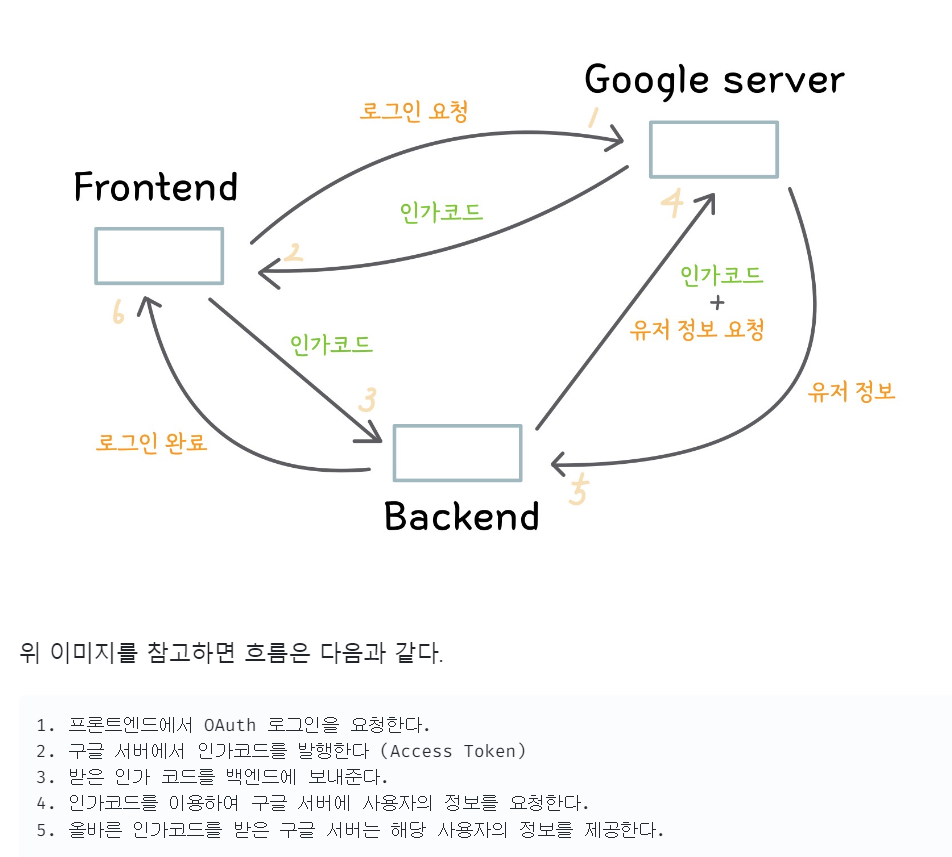 Google server
로그인 요청
1
Frontend
인가코드
2
4
인가코드
+
유저 정보 요청
6
인가코드
3
유저 정보
로그인 완료
5
Backend
위 이미지를 참고하면 흐름은 다음과 같다.
1. 프론트엔드에서 OAuth 로그인을 요청한다.
2. 구글 서버에서 인가코드를 발행한다 (Access Token)
3. 받은 인가 코드를 백엔드에 보내준다.
4. 인가코드를 이용하여 구글 서버에 사용자의 정보를 요청한다.
5. 올바른 인가코드를 받은 구글 서버는 해당 사용자의 정보를 제공한다.